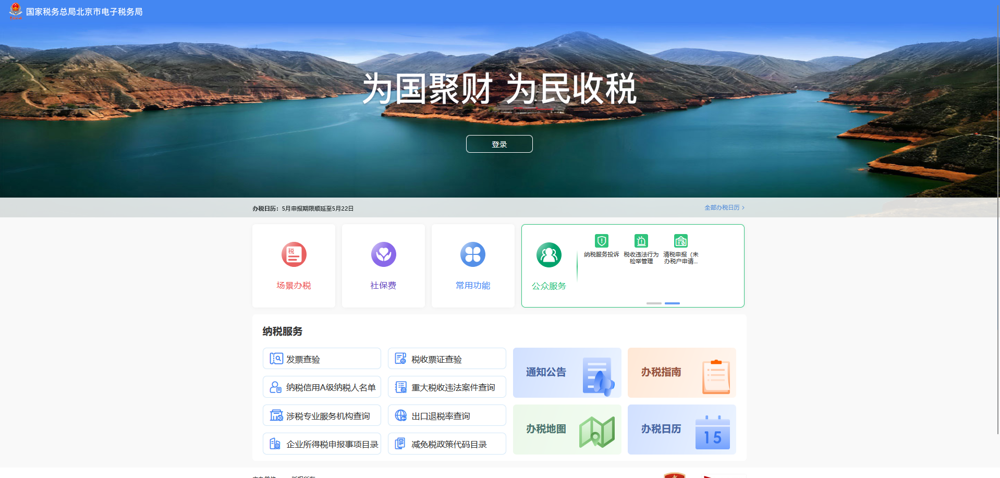 国家税务总局北京市电子税务局
为国聚财 为民收税
登录
办税日历： 5月申报期限顺延至5月22日
全部办税日历 >
税
场景办税
社保费
常用功能
公众服务
纳税服务投诉
税收违法行为
检举管理
清税申报（未
办税户申请...
纳税服务
发票查验
税收票证查验
纳税信用A级纳税人名单
重大税收违法案件查询
涉税专业服务机构查询
出口退税率查询
企业所得税申报事项目录
减免税政策代码目录
通知公告
办税指南
办税地图
办税日历
15